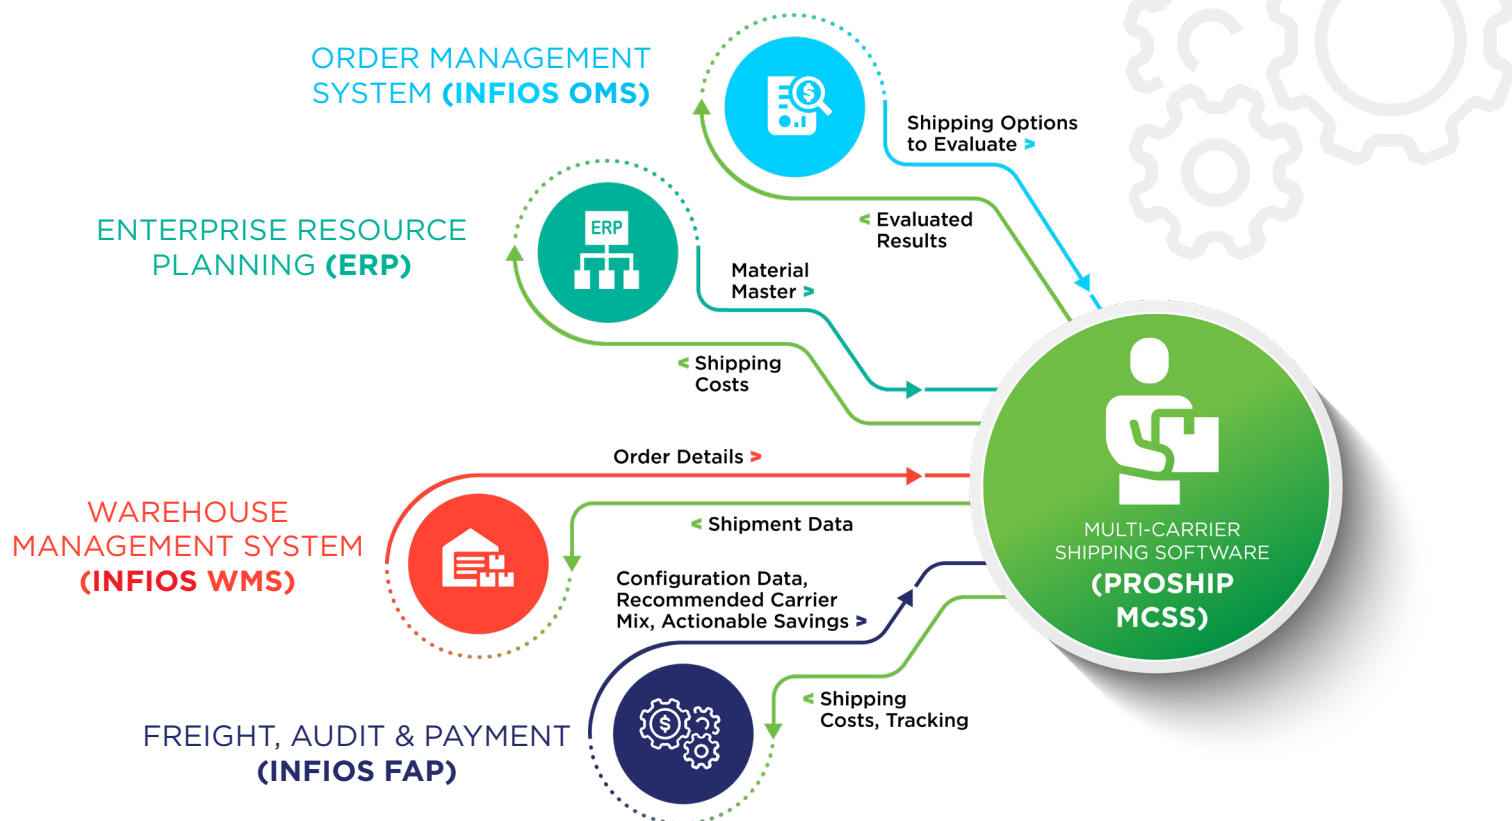 ORDER MANAGEMENT
SYSTEM (INFIOS OMS)
Shipping Options
to Evaluate >
< Evaluated
Results
ENTERPRISE RESOURCE
PLANNING (ERP)
ERP
Material
Master >
< Shipping
Costs
Order Details >
WAREHOUSE
MANAGEMENT SYSTEM
(INFIOS WMS)
< Shipment Data
MULTI-CARRIER
SHIPPING SOFTWARE
(PROSHIP
MCSS)
Configuration Data,
Recommended Carrier
Mix, Actionable Savings >
FREIGHT, AUDIT & PAYMENT
(INFIOS FAP)
< Shipping
Costs, Tracking